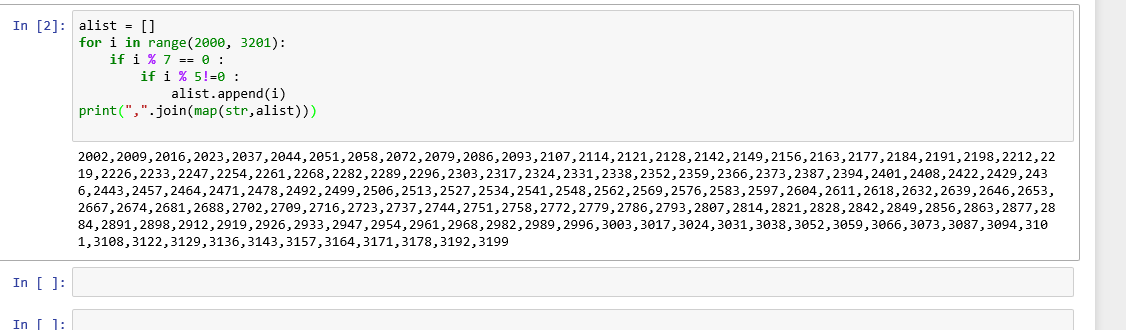 In [2]: alist = []
for i in range(2000, 3201):
    if i % 7 == 0 :
        if i % 5!=0 :
            alist.append(i)
print(",".join(map(str,alist)))
2002,2009,2016,2023,2037,2044,2051,2058,2072,2079,2086,2093,2107,2114,2121,2128,2142,2149,2156,2163,2177,2184,2191,2198,2212,22
19,2226,2233,2247,2254,2261,2268,2282,2289,2296,2303,2317,2324,2331,2338,2352,2359,2366,2373,2387,2394,2401,2408,2422,2429,243
6,2443,2457,2464,2471,2478,2492,2499,2506,2513,2527,2534,2541,2548,2562,2569,2576,2583,2597,2604,2611,2618,2632,2639,2646,2653,
2667,2674,2681,2688,2702,2709,2716,2723,2737,2744,2751,2758,2772,2779,2786,2793,2807,2814,2821,2828,2842,2849,2856,2863,2877,28
84,2891,2898,2912,2919,2926,2933,2947,2954,2961,2968,2982,2989,2996,3003,3017,3024,3031,3038,3052,3059,3066,3073,3087,3094,310
1,3108,3122,3129,3136,3143,3157,3164,3171,3178,3192,3199
In [ ]:
In [ ]: